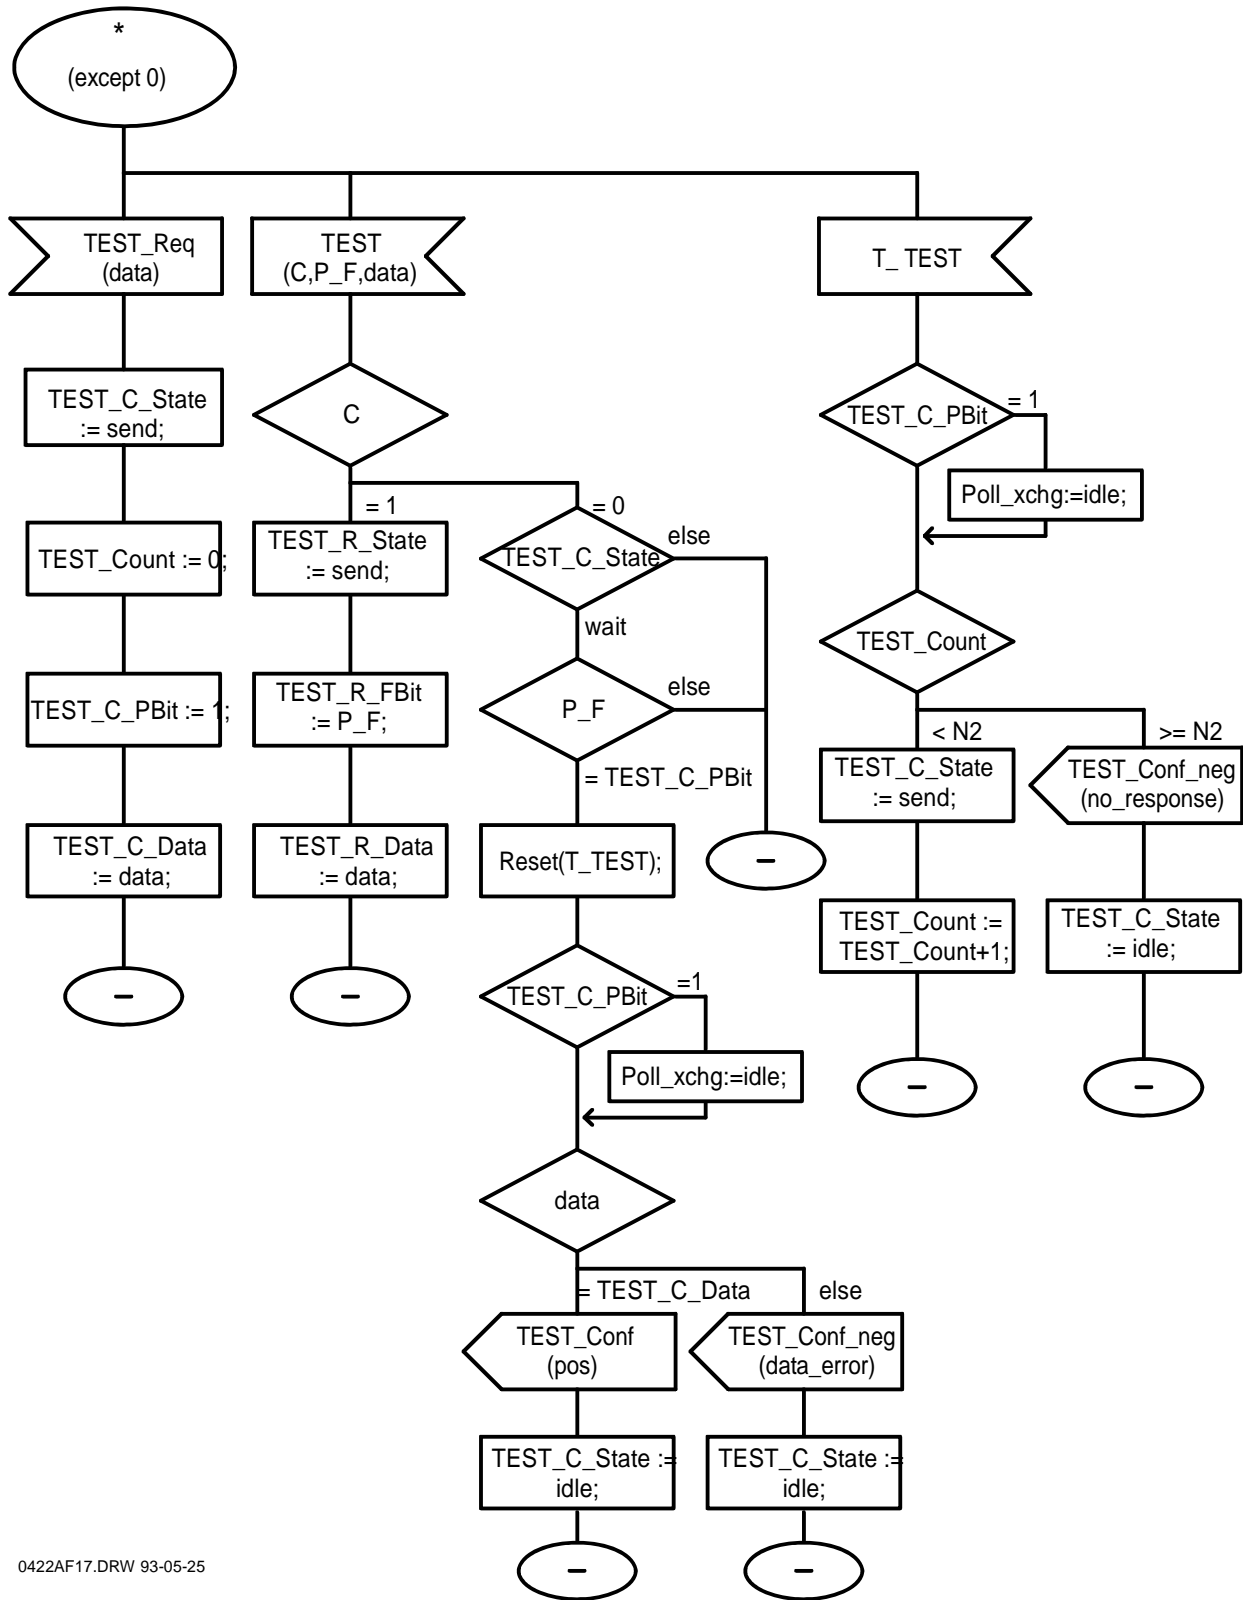 *
(except 0)
TEST_Req
(data)
TEST
(C,P_F,data)
T_ TEST
TEST_C_State
:= send;
C
TEST_C_PBit
= 1
Poll_xchg:=idle;
= 1
= 0
TEST_Count := 0;
TEST_R_State
:= send;
TEST_C_State
else
wait
TEST_Count
TEST_C_PBit := 1;
TEST_R_FBit
:= P_F;
P_F
else
= TEST_C_PBit
< N2
>= N2
TEST_C_State
:= send;
TEST_Conf_neg
(no_response)
TEST_C_Data
:= data;
TEST_R_Data
:= data;
Reset(T_TEST);
–
TEST_Count :=
TEST_Count+1;
TEST_C_State
:= idle;
–
–
TEST_C_PBit
=1
Poll_xchg:=idle;
–
–
data
= TEST_C_Data
else
TEST_Conf
(pos)
TEST_Conf_neg
(data_error)
TEST_C_State :=
idle;
TEST_C_State :=
idle;
–
–
0422AF17.DRW 93-05-25